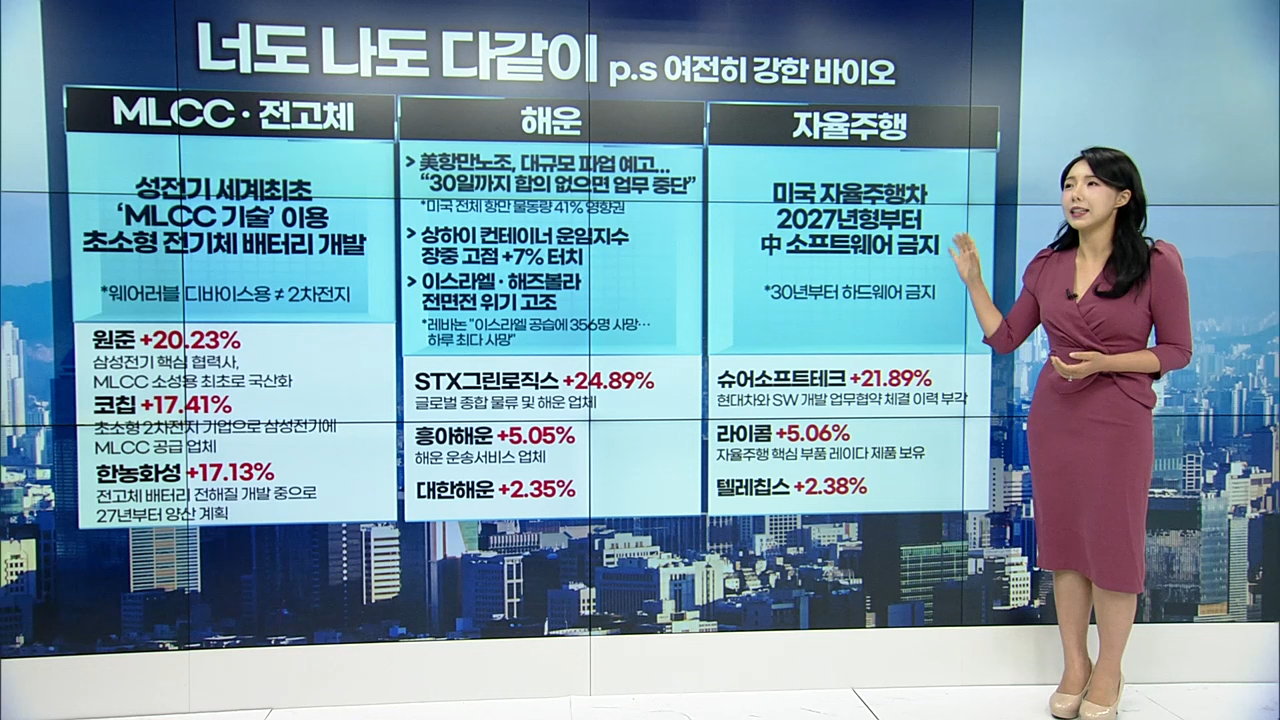 너도 나도 다같이 p.s 여전히 강한 바이오
MLCC · 전고체
성전기 세계최초
‘MLCC 기술’ 이용
초소형 전기체 배터리 개발
*웨어러블 디바이스용 ≠ 2차전지
원준 +20.23%
삼성전기 핵심 협력사,
MLCC 소성용 최초로 국산화
코칩 +17.41%
초소형 2차전지 기업으로 삼성전기에
MLCC 공급 업체
한농화성 +17.13%
전고체 배터리 전해질 개발 중으로
27년부터 양산 계획
해운
> 美항만노조, 대규모 파업 예고...
“30일까지 합의 없으면 업무 중단”
*미국 전체 항만 물동량 41% 영향권
> 상하이 컨테이너 운임지수
장중 고점 +7% 터치
> 이스라엘 · 해즈볼라
전면전 위기 고조
*레바논 "이스라엘 공습에 356명 사망...
하루 최다 사망"
STX그린로직스 +24.89%
글로벌 종합 물류 및 해운 업체
흥아해운 +5.05%
해운 운송서비스 업체
대한해운 +2.35%
자율주행
미국 자율주행차
2027년형부터
中 소프트웨어 금지
*30년부터 하드웨어 금지
슈어소프트테크 +21.89%
현대차와 SW 개발 업무협약 체결 이력 부각
라이콤 +5.06%
자율주행 핵심 부품 레이다 제품 보유
텔레칩스 +2.38%